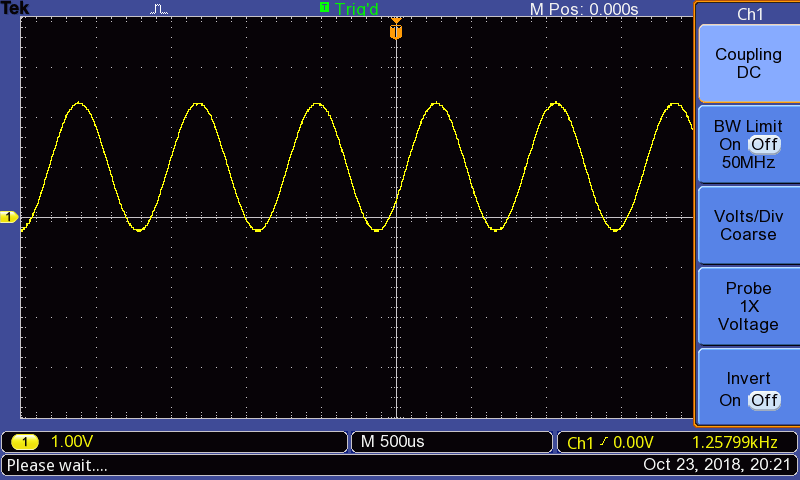 Tek
T Trig'd
M Pos: 0.000s
T
1
Ch1
Coupling
DC
BW Limit
On Off
50MHz
Volts/Div
Coarse
Probe
1X
Voltage
Invert
On Off
1 1.00V
M 500us
Ch1 0.00V
1.25799kHz
Please wait....
Oct 23, 2018, 20:21